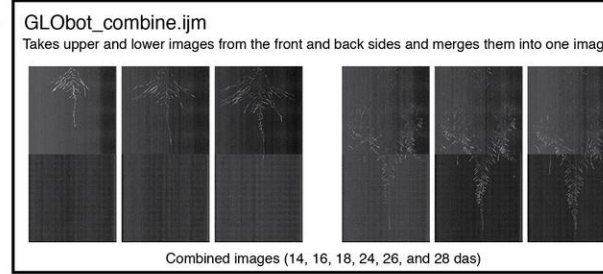 GLObot_combine.ijm
Takes upper and lower images from the front and back sides and merges them into one imag
Combined images (14, 16, 18, 24, 26, and 28 das)